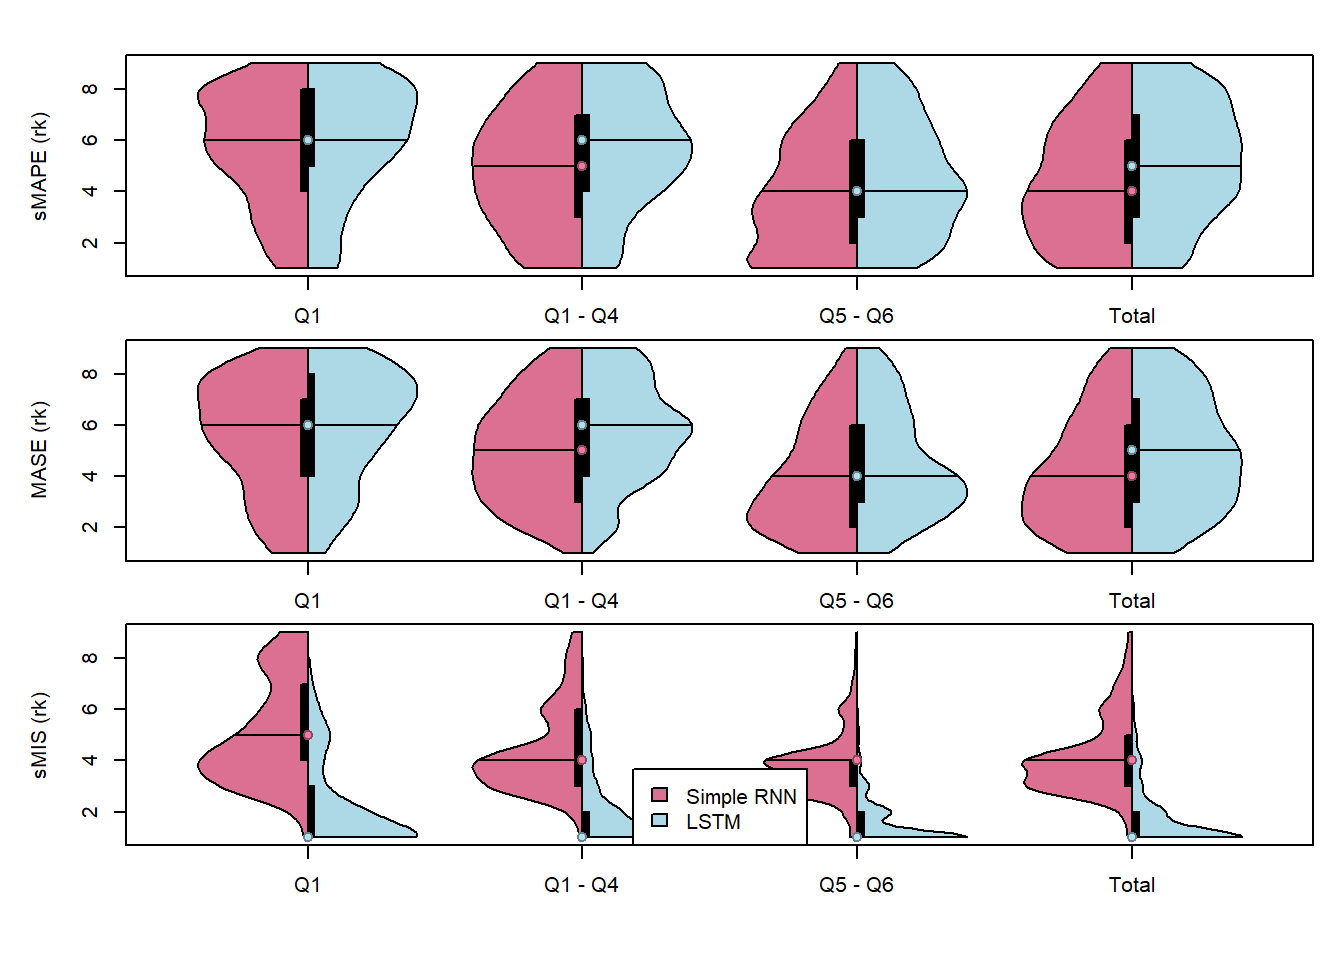 sMAPE (rk)
8
6
4
2
Q1
Q1 - Q4
Q5 - Q6
Total
MASE (rk)
8
6
4
2
Q1
Q1 - Q4
Q5 - Q6
Total
sMIS (rk)
8
6
4
2
Simple RNN
LSTM
Q1
Q1 - Q4
Q5 - Q6
Total